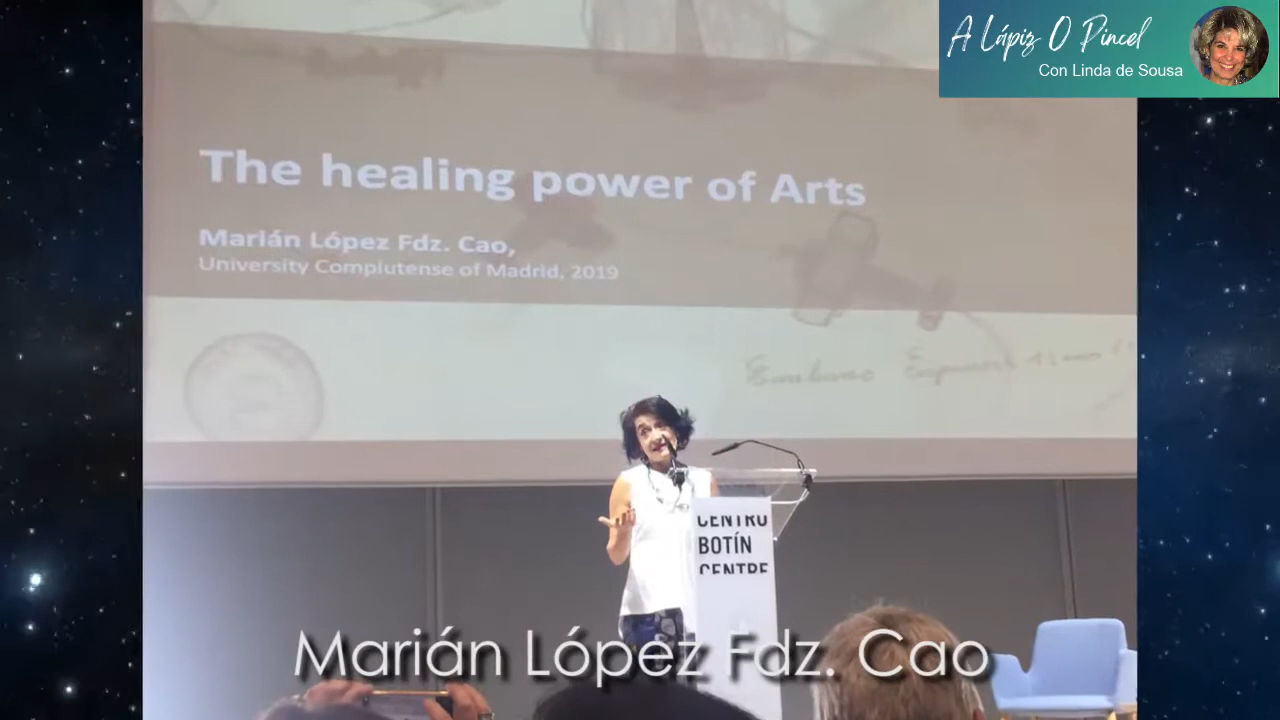 A Lápiz O Pincel
Con Linda de Sousa
The healing power of Arts
Marián López Fdz. Cao,
University Complutense of Madrid, 2019
CENTRO
BOTÍN
CENTRE
Marián López Fdz. Cao